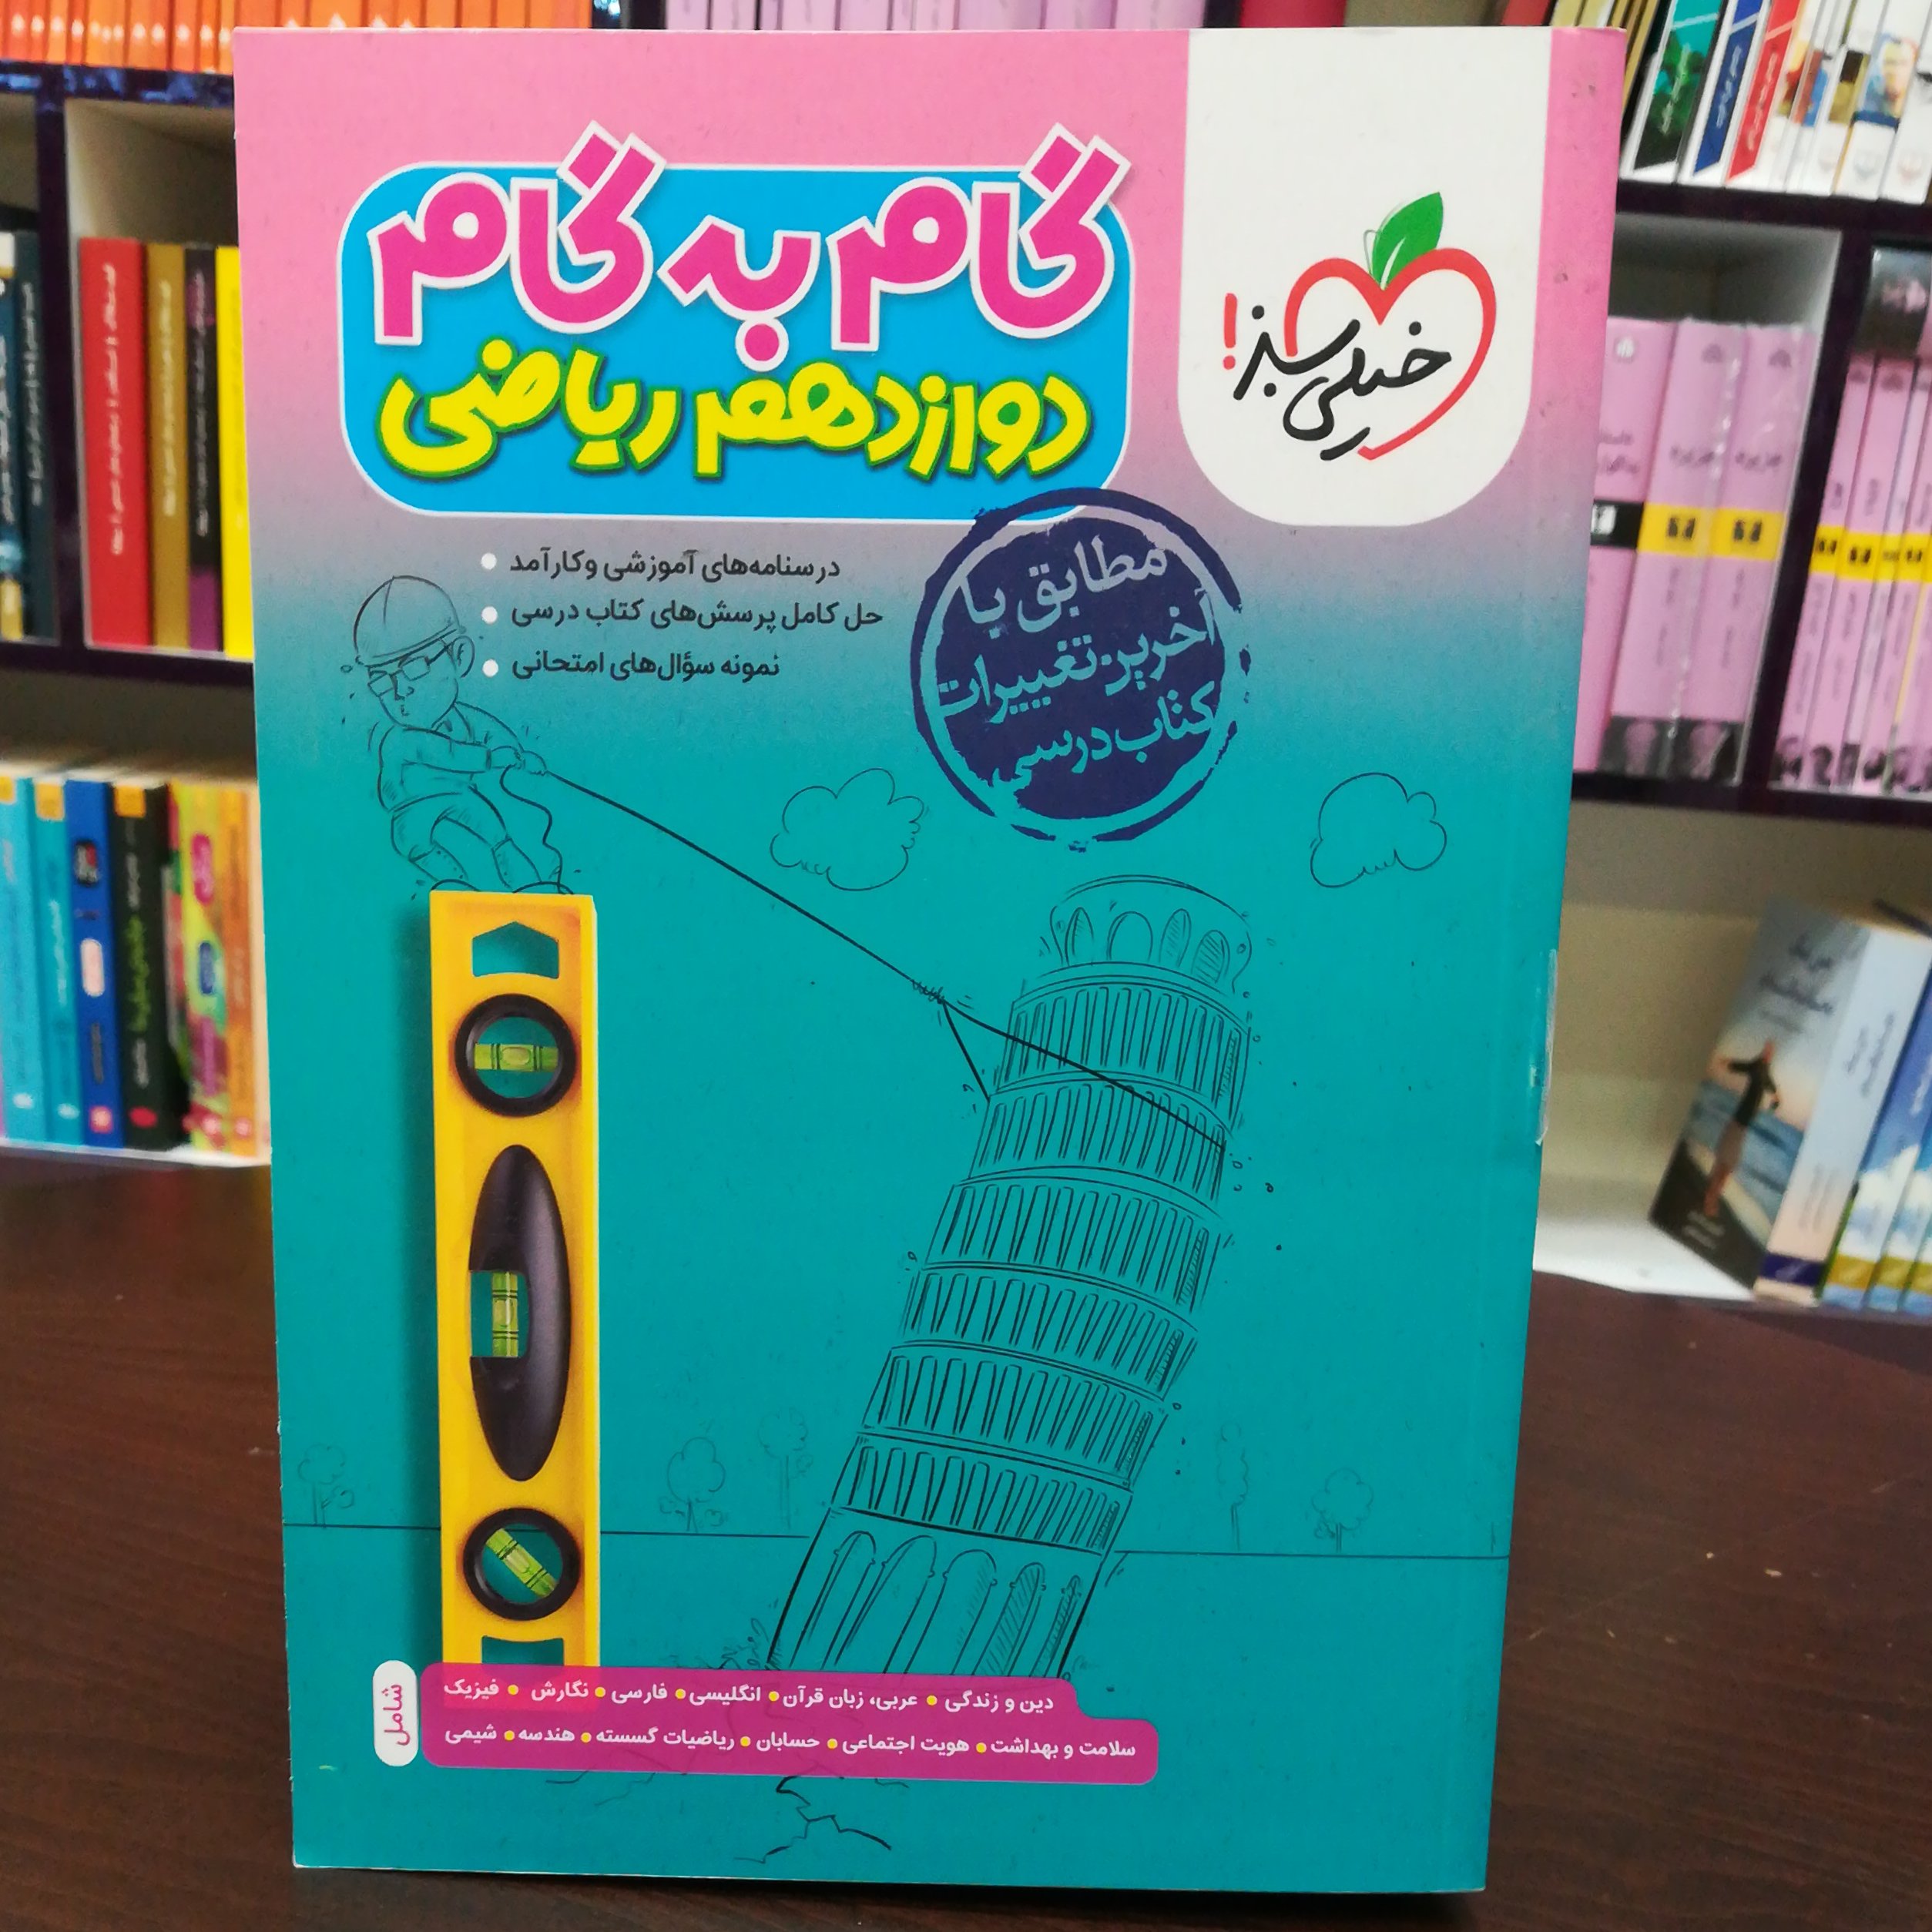 گام به گام
دوازدهم ریاضی
خیلی سبز!
درسنامه‌های آموزشی و کارآمد
حل کامل پرسش‌های کتاب درسی
نمونه سؤال‌های امتحانی
مطابق با
آخرین تغییرات
کتاب درسی
شامل
دین و زندگی • عربی، زبان قرآن • انگلیسی • فارسی • نگارش • فیزیک
سلامت و بهداشت • هویت اجتماعی • حسابان • ریاضیات گسسته • هندسه • شیمی